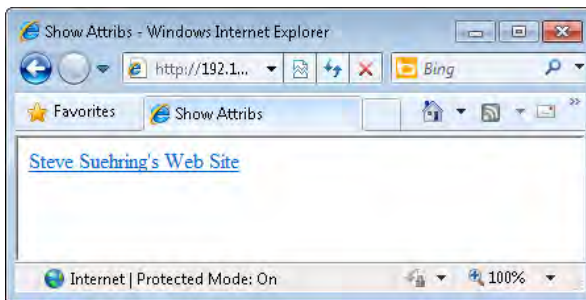 Show Attribs - Windows Internet Explorer
http://192.1...
Bing
Favorites
Show Attribs
Steve Suehring's Web Site
Internet | Protected Mode: On
100%